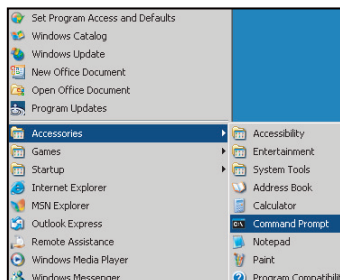 Set Program Access and Defaults
Windows Catalog
Windows Update
New Office Document
Open Office Document
Program Updates
Accessories
Games
Startup
Internet Explorer
MSN Explorer
Outlook Express
Remote Assistance
Windows Media Player
Windows Messenger
Accessibility
Entertainment
System Tools
Address Book
Calculator
Command Prompt
Notepad
Paint
Program Compatibili